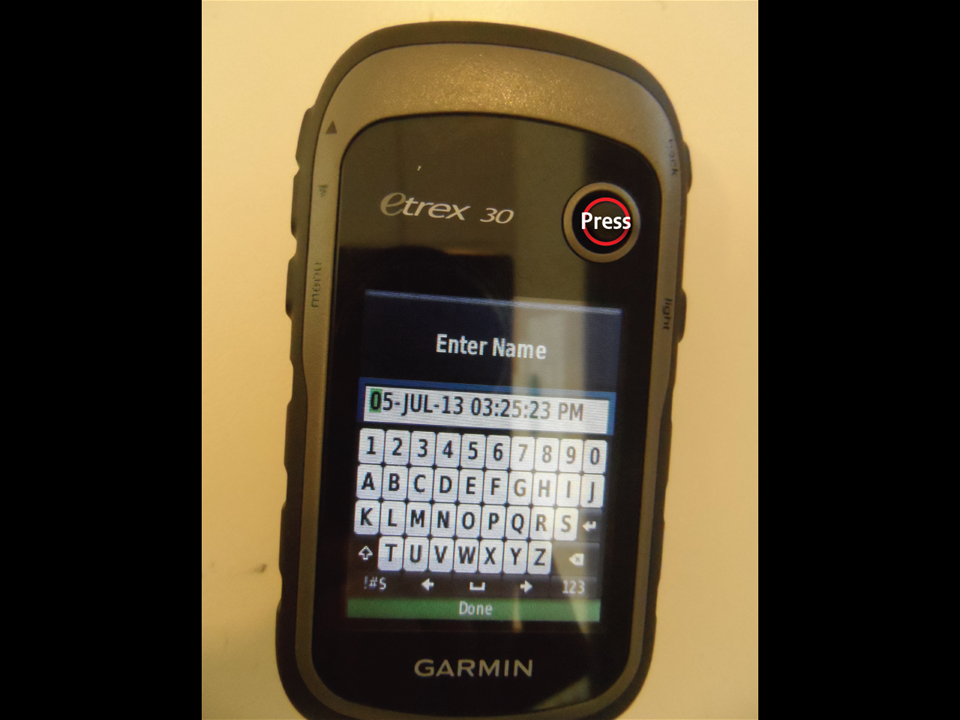 back
etrex 30
Press
menu
light
Enter Name
05-JUL-13 03:25:23 PM
1 2 3 4 5 6 7 8 9 0
A B C D E F G H I J
K L M N O P Q R S
T U V W X Y Z
!#$ 123
Done
GARMIN